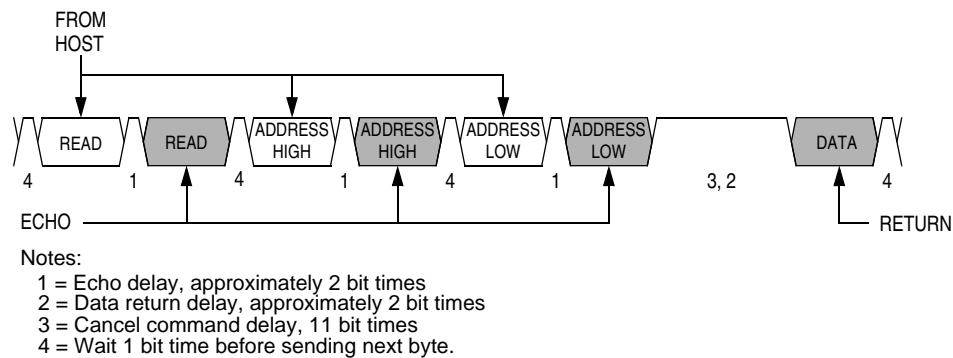 FROM
HOST
READ READ ADDRESS HIGH ADDRESS HIGH ADDRESS LOW ADDRESS LOW DATA
4 1 4 1 4 1 3, 2 4
ECHO RETURN
Notes:
1 = Echo delay, approximately 2 bit times
2 = Data return delay, approximately 2 bit times
3 = Cancel command delay, 11 bit times
4 = Wait 1 bit time before sending next byte.